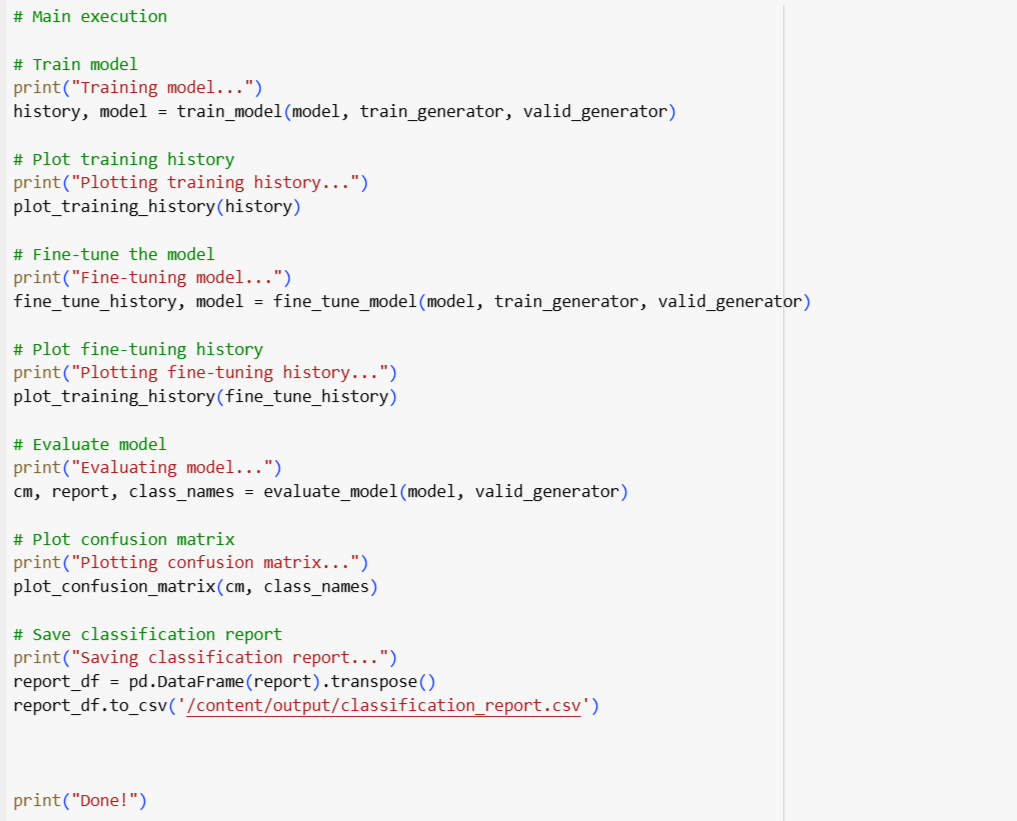 # Main execution
# Train model
print("Training model...")
history, model = train_model(model, train_generator, valid_generator)
# Plot training history
print("Plotting training history...")
plot_training_history(history)
# Fine-tune the model
print("Fine-tuning model...")
fine_tune_history, model = fine_tune_model(model, train_generator, valid_generator)
# Plot fine-tuning history
print("Plotting fine-tuning history...")
plot_training_history(fine_tune_history)
# Evaluate model
print("Evaluating model...")
cm, report, class_names = evaluate_model(model, valid_generator)
# Plot confusion matrix
print("Plotting confusion matrix...")
plot_confusion_matrix(cm, class_names)
# Save classification report
print("Saving classification report...")
report_df = pd.DataFrame(report).transpose()
report_df.to_csv('/content/output/classification_report.csv')
print("Done!")